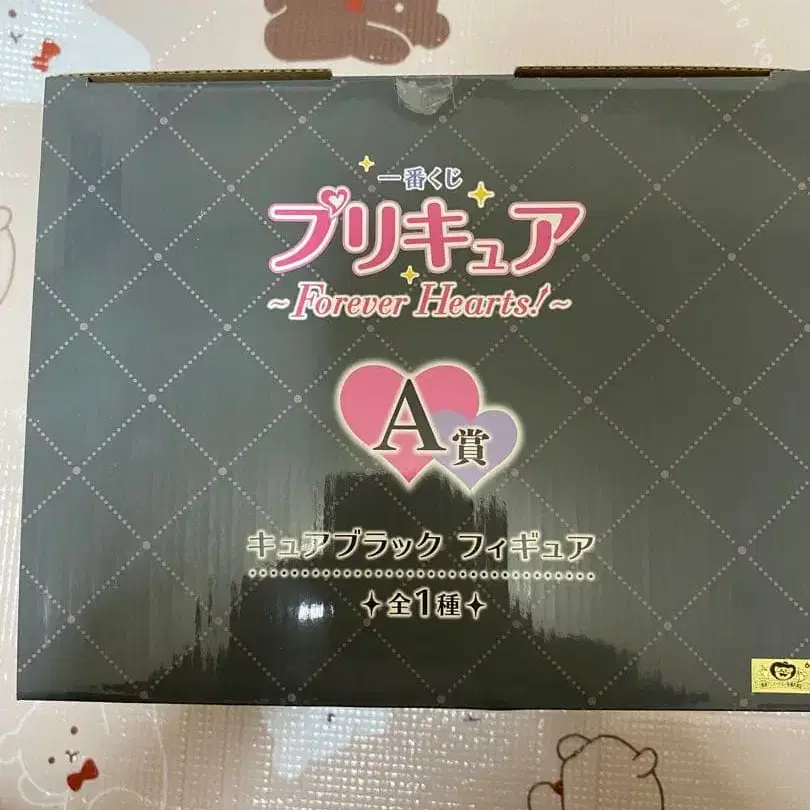 一番くじ
プリキュア
~Forever Hearts!~
A賞
キュアブラック フィギュア
全1種